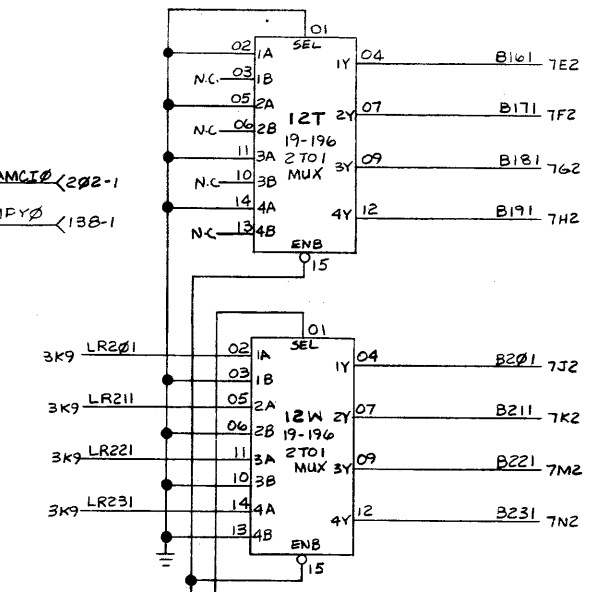 01
SEL
02 1A 1Y 04 B161 7E2
N.C. 03 1B
05 2A 12T 2Y 07 B171 7F2
N.C 06 2B 19-196
11 3A 2 TO 1 3Y 09 B181 7G2
MUX
AMCIØ 202-1
N.C 10 3B
14 4A 4Y 12 B191 7H2
138-1
N.C 13 4B
ENB
15
01
SEL
3K9 LR2Ø1 02 1A 1Y 04 B2Ø1 7J2
03 1B
3K9 LR211 05 2A 12W 2Y 07 B211 7K2
06 2B 19-196
3K9 LR221 11 3A 2 TO 1 3Y 09 B221 7M2
MUX
10 3B
3K9 LR231 14 4A 4Y 12 B231 7N2
13 4B
ENB
15